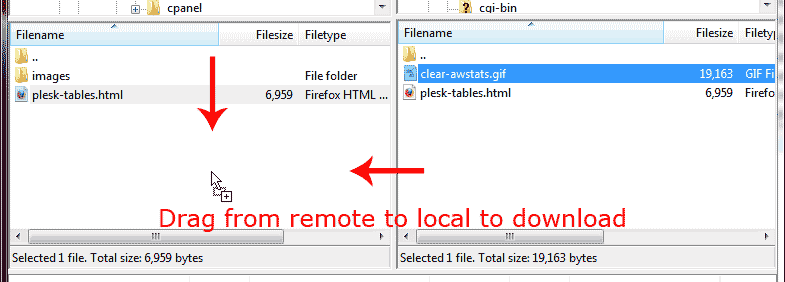 cpanel
cgi-bin
Filename Filesize Filetype
..
images File folder
plesk-tables.html 6,959 Firefox HTML ...
Filename Filesize Filety
..
clear-awstats.gif 19,163 GIF Fi
plesk-tables.html 6,959 Firefo
Drag from remote to local to download
Selected 1 file. Total size: 6,959 bytes
Selected 1 file. Total size: 19,163 bytes